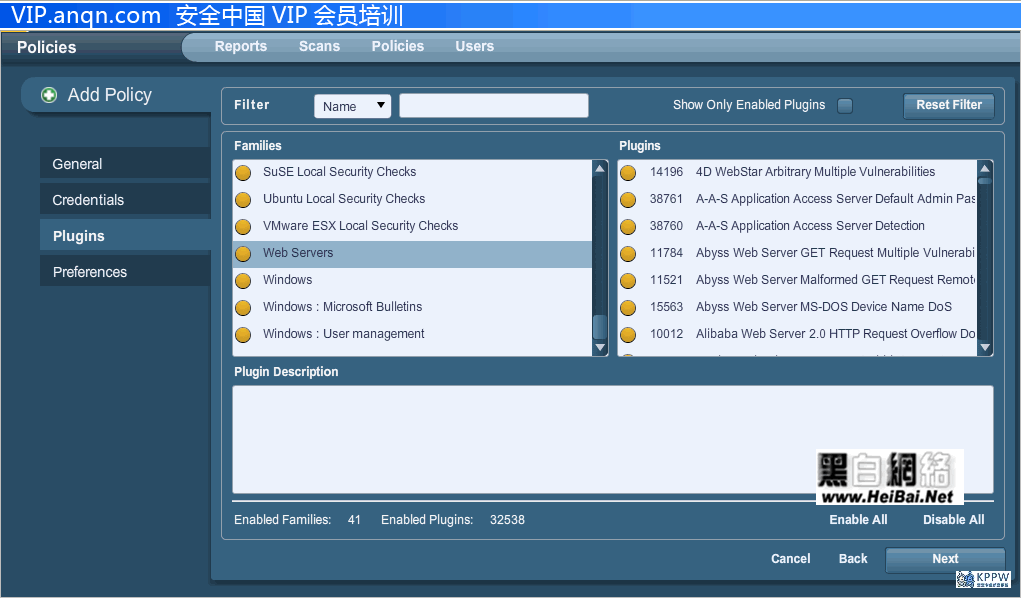 VIP.anqn.com 安全中国 VIP 会员培训
Policies
Reports Scans Policies Users
Add Policy
General
Credentials
Plugins
Preferences
Filter Name Show Only Enabled Plugins Reset Filter
Families
SuSE Local Security Checks
Ubuntu Local Security Checks
VMware ESX Local Security Checks
Web Servers
Windows
Windows : Microsoft Bulletins
Windows : User management
Plugins
14196 4D WebStar Arbitrary Multiple Vulnerabilities
38761 A-A-S Application Access Server Default Admin Pas
38760 A-A-S Application Access Server Detection
11784 Abyss Web Server GET Request Multiple Vulnerabi
11521 Abyss Web Server Malformed GET Request Remot
15563 Abyss Web Server MS-DOS Device Name DoS
10012 Alibaba Web Server 2.0 HTTP Request Overflow Do
Plugin Description
黑白網絡
www.HeiBai.Net
Enabled Families: 41 Enabled Plugins: 32538 Enable All Disable All
Cancel Back Next
KPPW